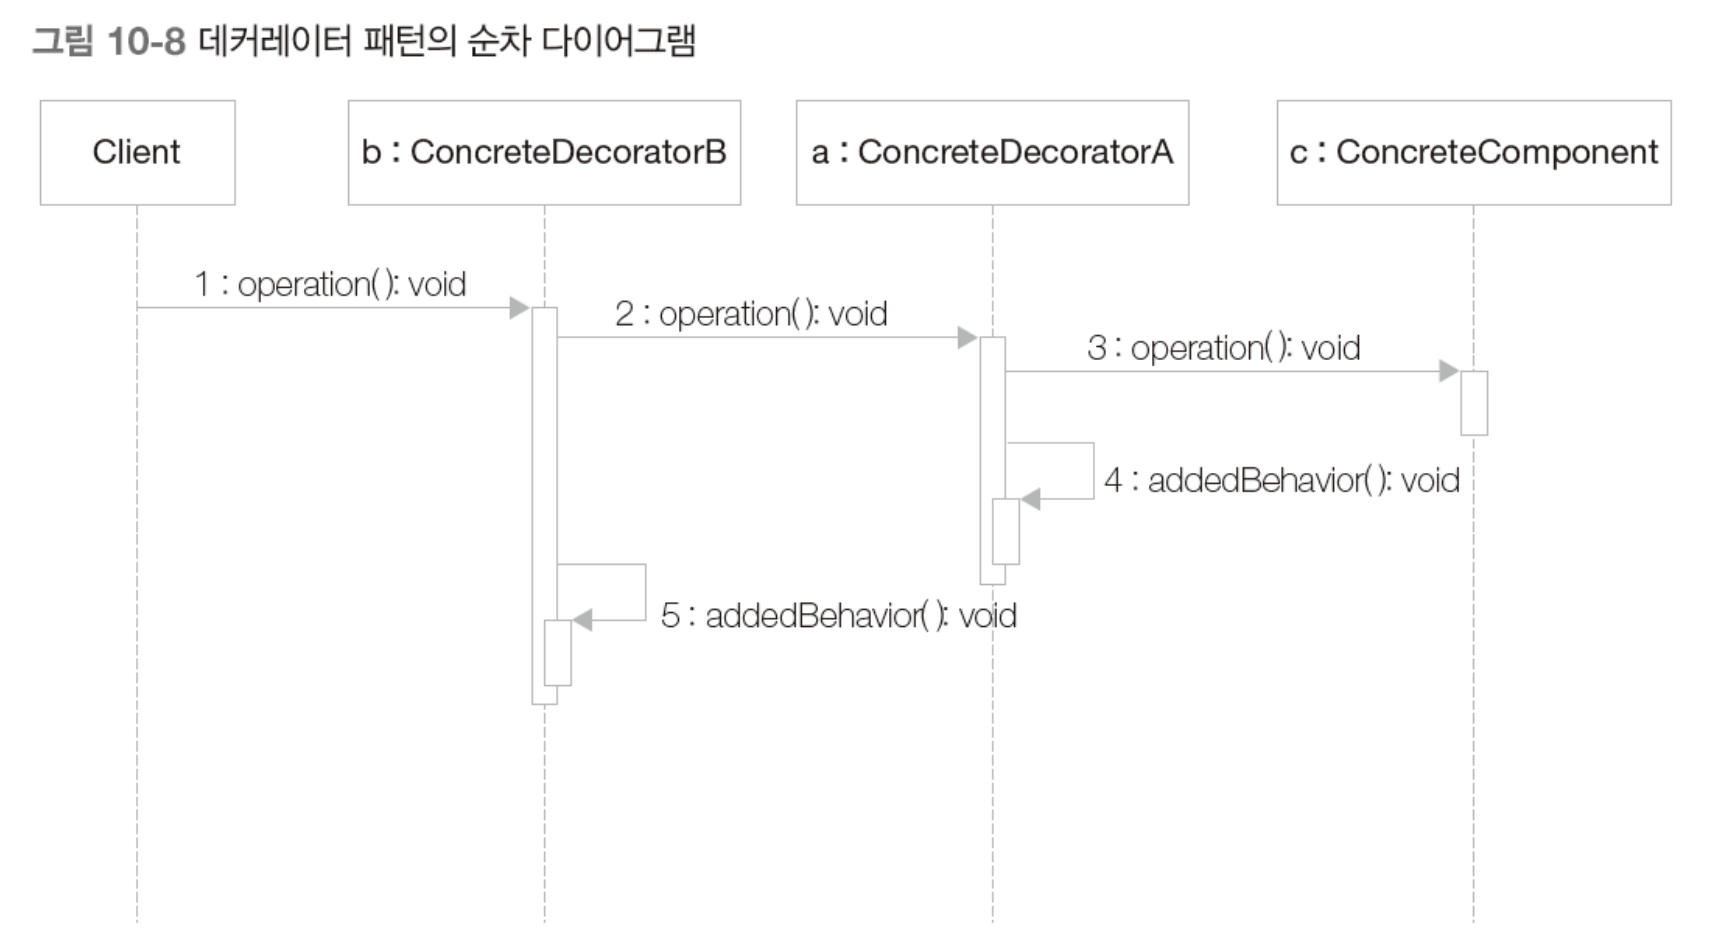 그림 10-8 데커레이터 패턴의 순차 다이어그램
Client
b : ConcreteDecoratorB
a : ConcreteDecoratorA
c : ConcreteComponent
1 : operation( ): void
2 : operation( ): void
3 : operation( ): void
4 : addedBehavior( ): void
5 : addedBehavior( ): void